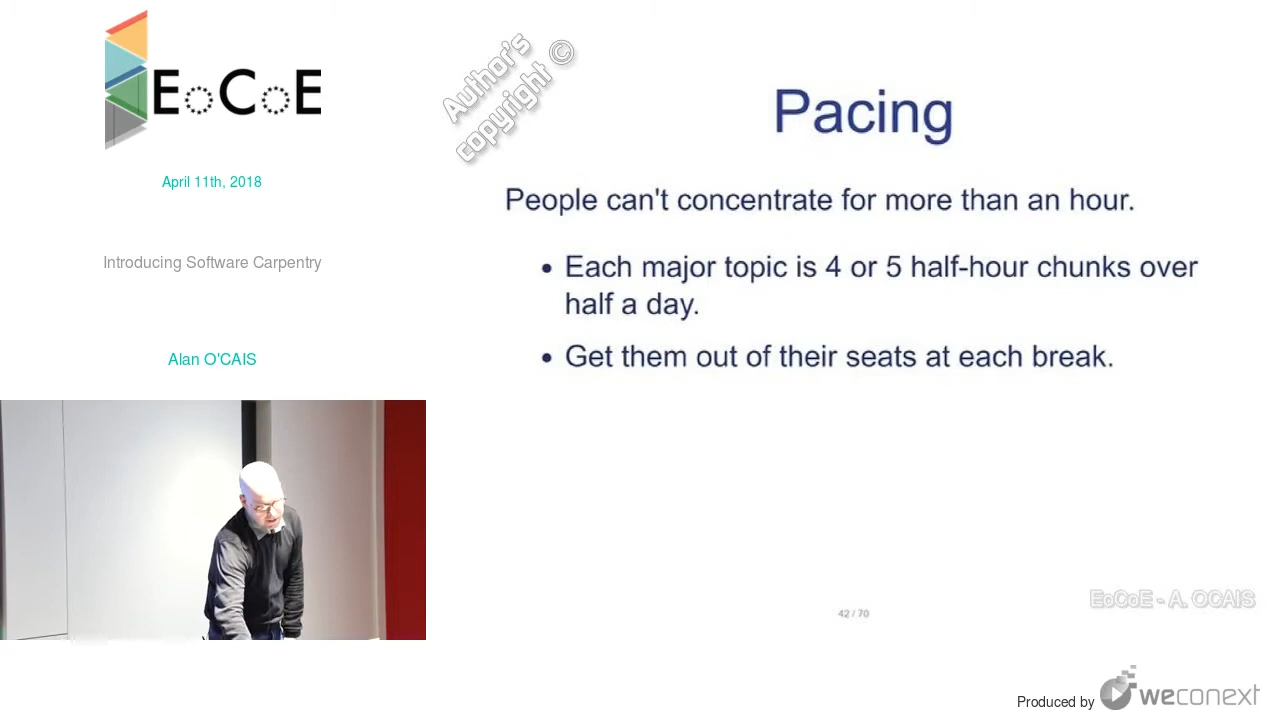 EoCoE
April 11th, 2018
Introducing Software Carpentry
Alan O'CAIS
Author's
copyright ©
Pacing
People can't concentrate for more than an hour.
• Each major topic is 4 or 5 half-hour chunks over
half a day.
• Get them out of their seats at each break.
42 / 70
EoCoE - A. OCAIS
Produced by weconext